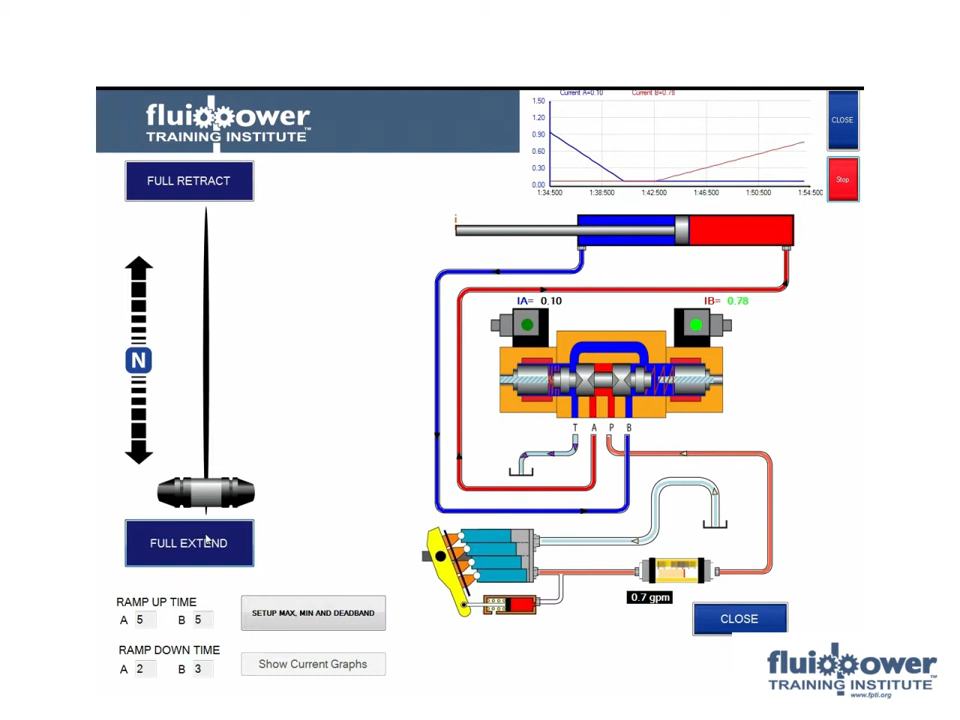 fluidpower
TRAINING INSTITUTE™
Current A=0.10 Current B=0.78
1.50
1.20
0.90
0.60
0.30
0.00
1:34:500 1:38:500 1:42:500 1:46:500 1:50:500 1:54:500
CLOSE
Stop
FULL RETRACT
N
IA= 0.10 IB= 0.78
T A P B
FULL EXTEND
0.7 gpm
RAMP UP TIME
A 5 B 5
SETUP MAX, MIN AND DEADBAND
CLOSE
RAMP DOWN TIME
A 2 B 3
Show Current Graphs
fluidpower
TRAINING INSTITUTE™
www.fpti.org